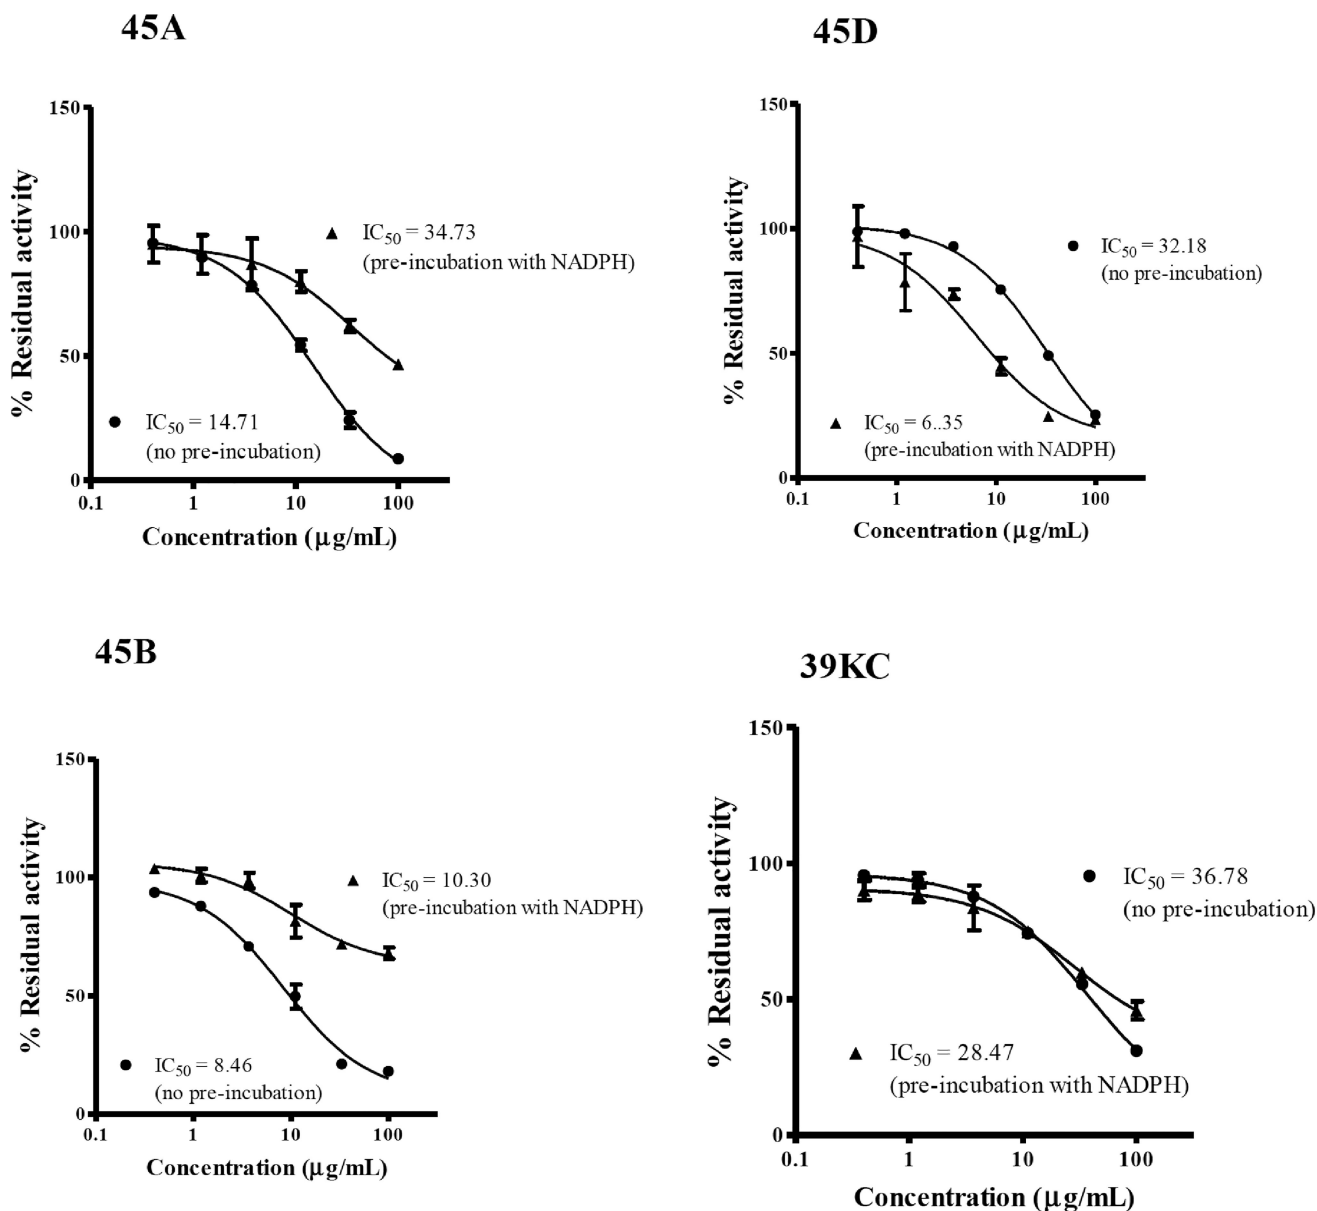 45A
150
100
50
0
0.1
1
10
100
% Residual activity
Concentration (μg/mL)
IC50 = 34.73
(pre-incubation with NADPH)
IC50 = 14.71
(no pre-incubation)
45D
150
100
50
0
0.1
1
10
100
% Residual activity
Concentration (μg/mL)
IC50 = 32.18
(no pre-incubation)
IC50 = 6..35
(pre-incubation with NADPH)
45B
150
100
50
0
0.1
1
10
100
% Residual activity
Concentration (μg/mL)
IC50 = 10.30
(pre-incubation with NADPH)
IC50 = 8.46
(no pre-incubation)
39KC
150
100
50
0
0.1
1
10
100
% Residual activity
Concentration (μg/mL)
IC50 = 36.78
(no pre-incubation)
IC50 = 28.47
(pre-incubation with NADPH)